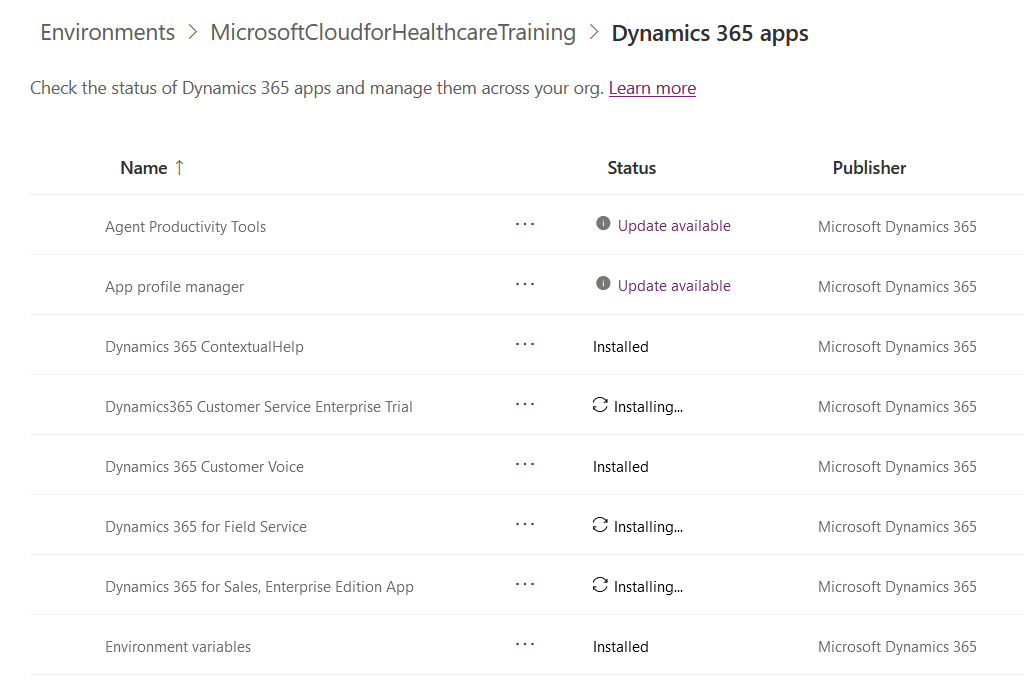 Environments > MicrosoftCloudforHealthcareTraining > Dynamics 365 apps
Check the status of Dynamics 365 apps and manage them across your org. Learn more
Name ↑ Status Publisher
Agent Productivity Tools ... Update available Microsoft Dynamics 365
App profile manager ... Update available Microsoft Dynamics 365
Dynamics 365 ContextualHelp ... Installed Microsoft Dynamics 365
Dynamics365 Customer Service Enterprise Trial ... Installing... Microsoft Dynamics 365
Dynamics 365 Customer Voice ... Installed Microsoft Dynamics 365
Dynamics 365 for Field Service ... Installing... Microsoft Dynamics 365
Dynamics 365 for Sales, Enterprise Edition App ... Installing... Microsoft Dynamics 365
Environment variables ... Installed Microsoft Dynamics 365